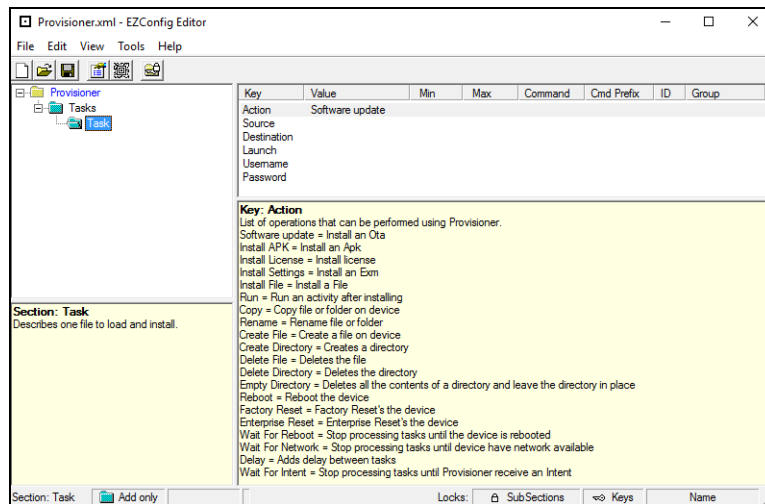 Provisioner.xml - EZConfig Editor
File Edit View Tools Help
Provisioner
Tasks
Task
Key Value Min Max Command Cmd Prefix ID Group
Action Software update
Source
Destination
Launch
Username
Password
Key: Action
List of operations that can be performed using Provisioner.
Software update = Install an Ota
Install APK = Install an Apk
Install License = Install license
Install Settings = Install an Exm
Install File = Install a File
Run = Run an activity after installing
Copy = Copy file or folder on device
Rename = Rename file or folder
Create File = Create a file on device
Create Directory = Creates a directory
Delete File = Deletes the file
Delete Directory = Deletes the directory
Empty Directory = Deletes all the contents of a directory and leave the directory in place
Reboot = Reboot the device
Factory Reset = Factory Reset's the device
Enterprise Reset = Enterprise Reset's the device
Wait For Reboot = Stop processing tasks until the device is rebooted
Wait For Network = Stop processing tasks until device have network available
Delay = Adds delay between tasks
Wait For Intent = Stop processing tasks until Provisioner receive an Intent
Section: Task
Describes one file to load and install.
Section: Task Add only Locks: SubSections Keys Name